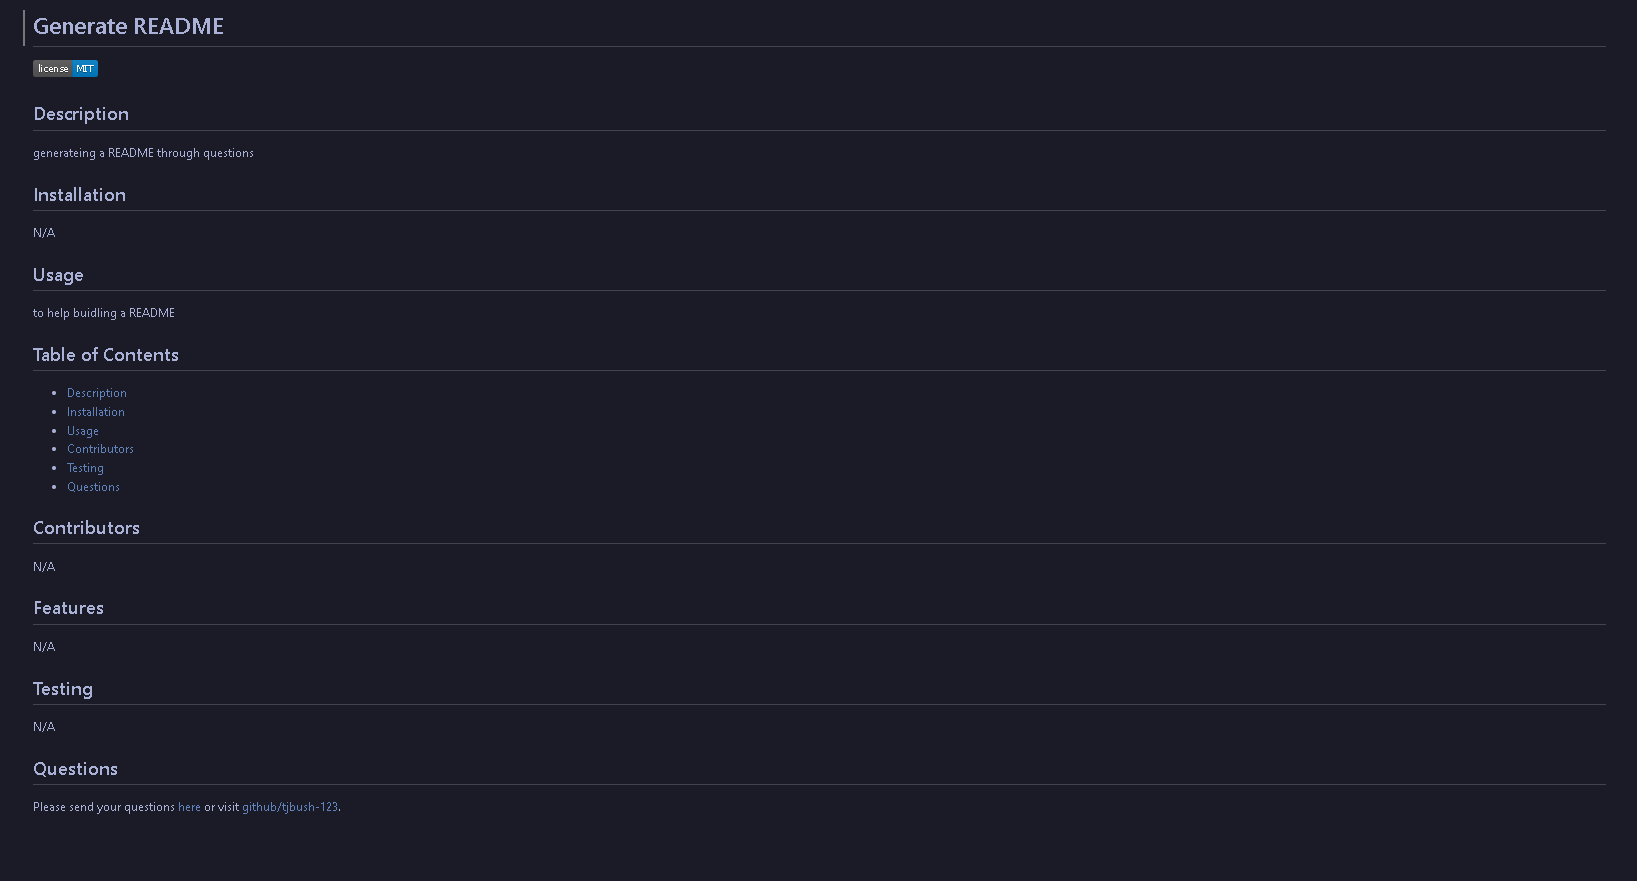 Generate README
license MIT
Description
generateing a README through questions
Installation
N/A
Usage
to help buidling a README
Table of Contents
Description
Installation
Usage
Contributors
Testing
Questions
Contributors
N/A
Features
N/A
Testing
N/A
Questions
Please send your questions here or visit github/tjbush-123.